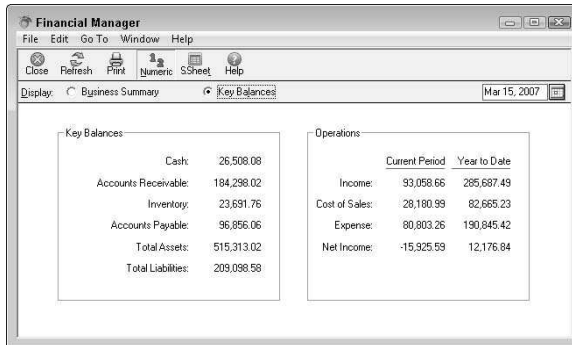 Financial Manager
File Edit Go To Window Help
Close Refresh Print Numeric SSheet Help
Display: Business Summary Key Balances Mar 15, 2007
Key Balances
Cash: 26,508.08
Accounts Receivable: 184,298.02
Inventory: 23,691.76
Accounts Payable: 96,856.06
Total Assets: 515,313.02
Total Liabilities: 209,098.58
Operations
Current Period Year to Date
Income: 93,058.66 285,687.49
Cost of Sales: 28,180.99 82,665.23
Expense: 80,803.26 190,845.42
Net Income: -15,925.59 12,176.84